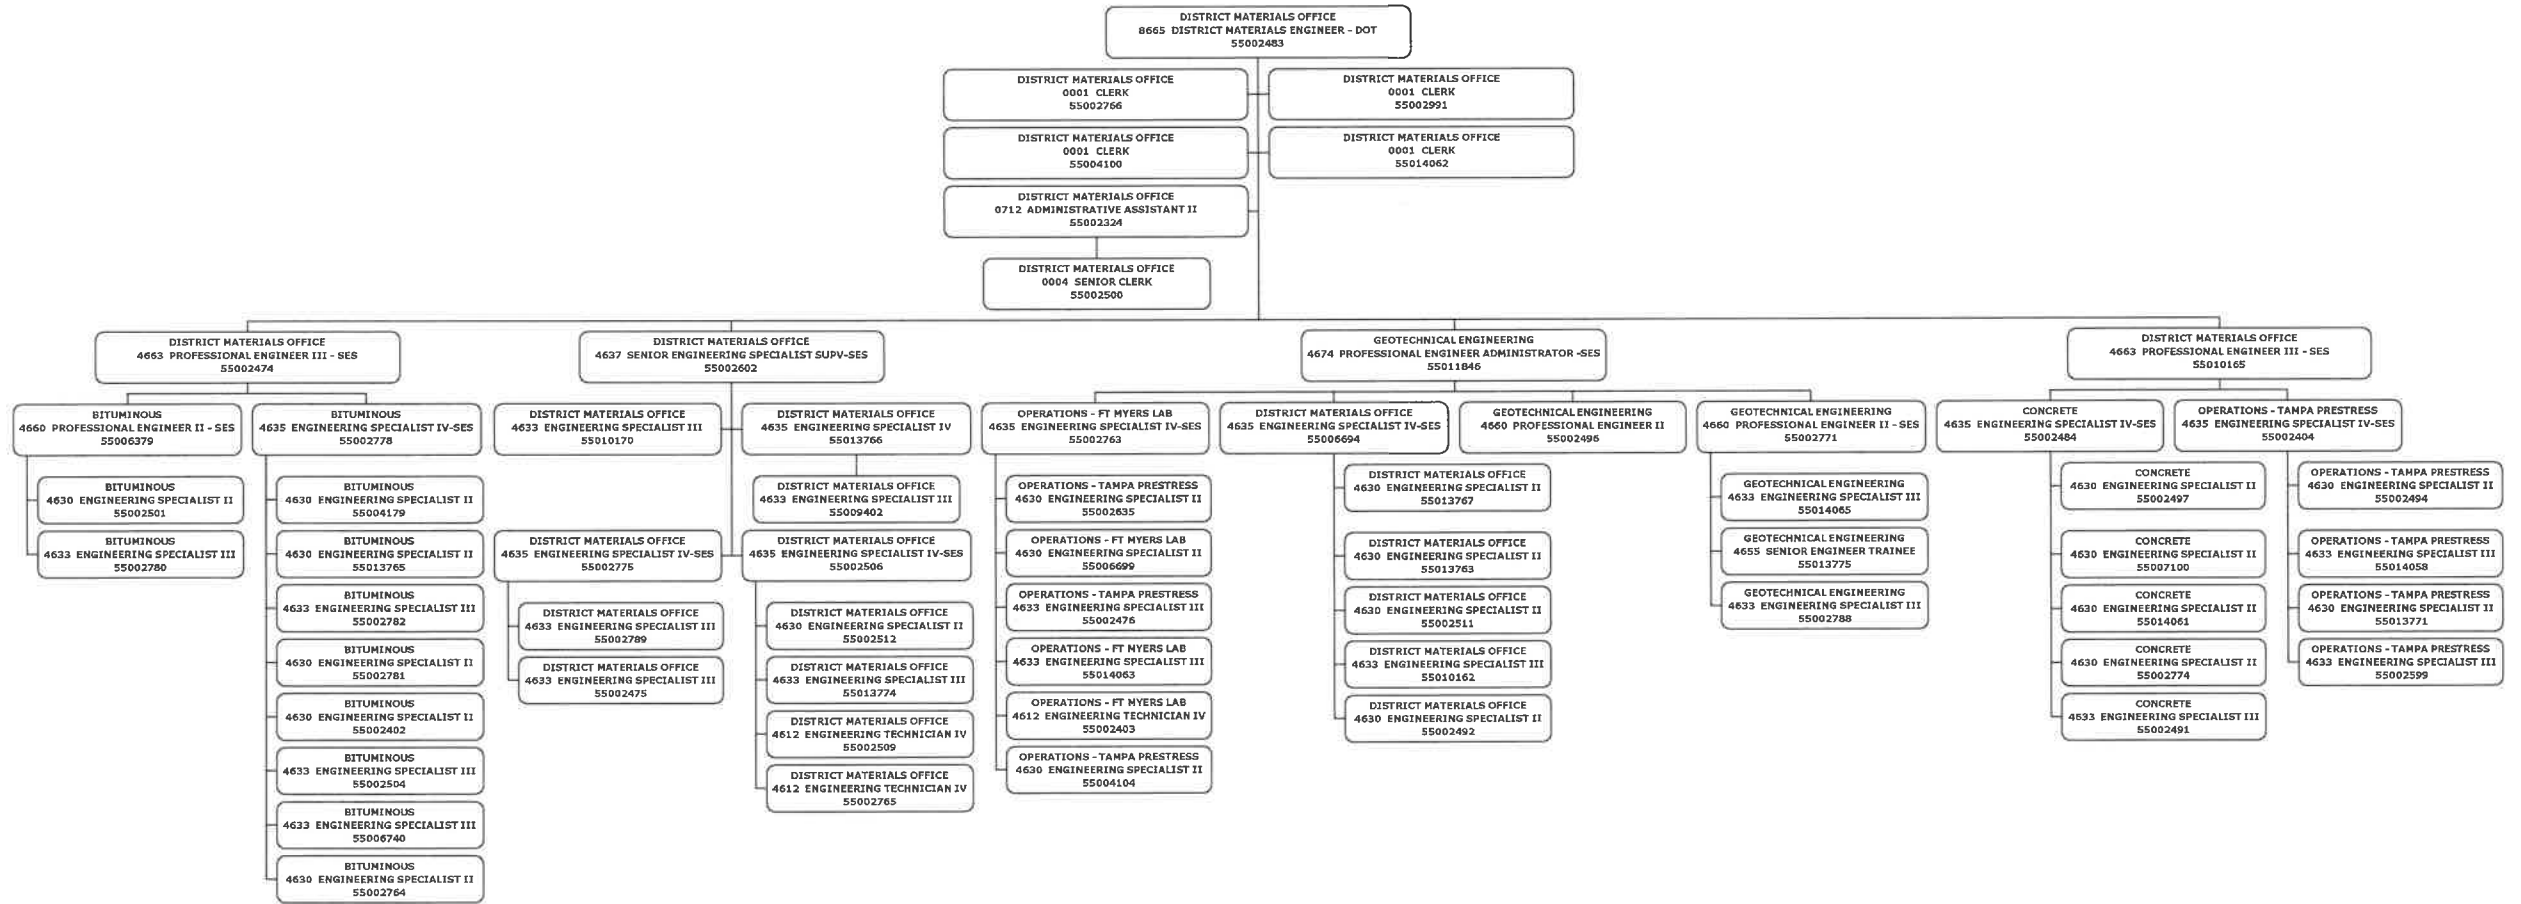 DISTRICT MATERIALS OFFICE
8665 DISTRICT MATERIALS ENGINEER - DOT
55002483
DISTRICT MATERIALS OFFICE
0001 CLERK
55002766
DISTRICT MATERIALS OFFICE
0001 CLERK
55002991
DISTRICT MATERIALS OFFICE
0001 CLERK
55004100
DISTRICT MATERIALS OFFICE
0001 CLERK
55014062
DISTRICT MATERIALS OFFICE
0712 ADMINISTRATIVE ASSISTANT II
55002324
DISTRICT MATERIALS OFFICE
0004 SENIOR CLERK
55002500
DISTRICT MATERIALS OFFICE
4663 PROFESSIONAL ENGINEER III - SES
55002474
BITUMINOUS
4660 PROFESSIONAL ENGINEER II - SES
55006379
BITUMINOUS
4630 ENGINEERING SPECIALIST II
55002501
BITUMINOUS
4633 ENGINEERING SPECIALIST III
55002780
BITUMINOUS
4635 ENGINEERING SPECIALIST IV-SES
55002778
BITUMINOUS
4630 ENGINEERING SPECIALIST II
55004179
BITUMINOUS
4630 ENGINEERING SPECIALIST II
55013765
BITUMINOUS
4633 ENGINEERING SPECIALIST III
55002782
BITUMINOUS
4630 ENGINEERING SPECIALIST II
55002781
BITUMINOUS
4630 ENGINEERING SPECIALIST II
55002402
BITUMINOUS
4633 ENGINEERING SPECIALIST III
55002504
BITUMINOUS
4633 ENGINEERING SPECIALIST III
55006740
BITUMINOUS
4630 ENGINEERING SPECIALIST II
55002764
DISTRICT MATERIALS OFFICE
4637 SENIOR ENGINEERING SPECIALIST SUPV-SES
55002602
DISTRICT MATERIALS OFFICE
4633 ENGINEERING SPECIALIST III
55010170
DISTRICT MATERIALS OFFICE
4635 ENGINEERING SPECIALIST IV
55013766
DISTRICT MATERIALS OFFICE
4633 ENGINEERING SPECIALIST III
55009402
DISTRICT MATERIALS OFFICE
4635 ENGINEERING SPECIALIST IV-SES
55002775
DISTRICT MATERIALS OFFICE
4633 ENGINEERING SPECIALIST III
55002789
DISTRICT MATERIALS OFFICE
4633 ENGINEERING SPECIALIST III
55002475
DISTRICT MATERIALS OFFICE
4635 ENGINEERING SPECIALIST IV-SES
55002506
DISTRICT MATERIALS OFFICE
4630 ENGINEERING SPECIALIST II
55002512
DISTRICT MATERIALS OFFICE
4633 ENGINEERING SPECIALIST III
55013774
DISTRICT MATERIALS OFFICE
4612 ENGINEERING TECHNICIAN IV
55002509
DISTRICT MATERIALS OFFICE
4612 ENGINEERING TECHNICIAN IV
55002765
GEOTECHNICAL ENGINEERING
4674 PROFESSIONAL ENGINEER ADMINISTRATOR -SES
55011846
OPERATIONS - FT MYERS LAB
4635 ENGINEERING SPECIALIST IV-SES
55002763
OPERATIONS - TAMPA PRESTRESS
4630 ENGINEERING SPECIALIST II
55002635
OPERATIONS - FT MYERS LAB
4630 ENGINEERING SPECIALIST II
55006699
OPERATIONS - TAMPA PRESTRESS
4633 ENGINEERING SPECIALIST III
55002476
OPERATIONS - FT MYERS LAB
4633 ENGINEERING SPECIALIST III
55014063
OPERATIONS - FT MYERS LAB
4612 ENGINEERING TECHNICIAN IV
55002403
OPERATIONS - TAMPA PRESTRESS
4630 ENGINEERING SPECIALIST II
55004104
DISTRICT MATERIALS OFFICE
4635 ENGINEERING SPECIALIST IV-SES
55006694
DISTRICT MATERIALS OFFICE
4630 ENGINEERING SPECIALIST II
55013767
DISTRICT MATERIALS OFFICE
4630 ENGINEERING SPECIALIST II
55013763
DISTRICT MATERIALS OFFICE
4630 ENGINEERING SPECIALIST II
55002511
DISTRICT MATERIALS OFFICE
4633 ENGINEERING SPECIALIST III
55010162
DISTRICT MATERIALS OFFICE
4630 ENGINEERING SPECIALIST II
55002492
GEOTECHNICAL ENGINEERING
4660 PROFESSIONAL ENGINEER II
55002496
GEOTECHNICAL ENGINEERING
4660 PROFESSIONAL ENGINEER II - SES
55002771
GEOTECHNICAL ENGINEERING
4633 ENGINEERING SPECIALIST III
55014065
GEOTECHNICAL ENGINEERING
4655 SENIOR ENGINEER TRAINEE
55013775
GEOTECHNICAL ENGINEERING
4633 ENGINEERING SPECIALIST III
55002788
DISTRICT MATERIALS OFFICE
4663 PROFESSIONAL ENGINEER III - SES
55010165
CONCRETE
4635 ENGINEERING SPECIALIST IV-SES
55002484
CONCRETE
4630 ENGINEERING SPECIALIST II
55002497
CONCRETE
4630 ENGINEERING SPECIALIST II
55007100
CONCRETE
4630 ENGINEERING SPECIALIST II
55014061
CONCRETE
4630 ENGINEERING SPECIALIST II
55002774
CONCRETE
4633 ENGINEERING SPECIALIST III
55002491
OPERATIONS - TAMPA PRESTRESS
4635 ENGINEERING SPECIALIST IV-SES
55002404
OPERATIONS - TAMPA PRESTRESS
4630 ENGINEERING SPECIALIST II
55002494
OPERATIONS - TAMPA PRESTRESS
4633 ENGINEERING SPECIALIST III
55014058
OPERATIONS - TAMPA PRESTRESS
4630 ENGINEERING SPECIALIST II
55013771
OPERATIONS - TAMPA PRESTRESS
4633 ENGINEERING SPECIALIST III
55002599